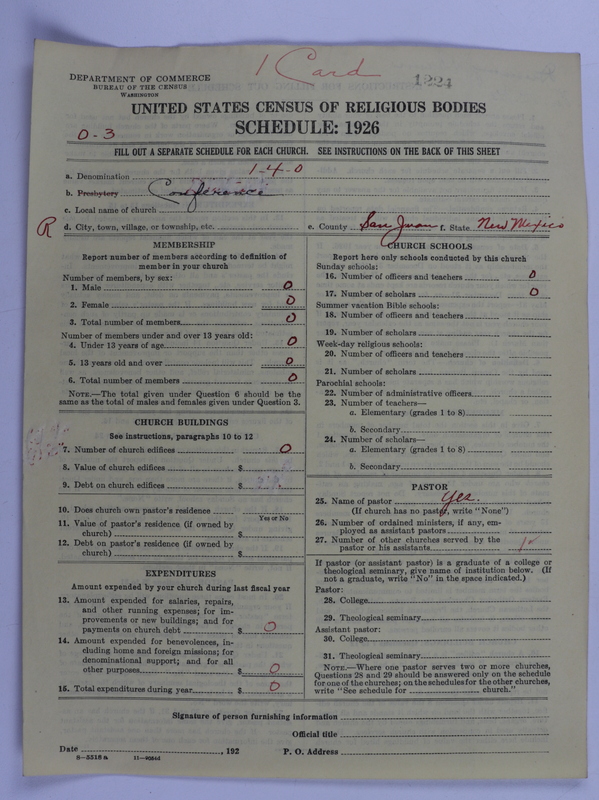 1 Card
1224
DEPARTMENT OF COMMERCE
BUREAU OF THE CENSUS
WASHINGTON
UNITED STATES CENSUS OF RELIGIOUS BODIES
SCHEDULE: 1926
0-3
FILL OUT A SEPARATE SCHEDULE FOR EACH CHURCH. SEE INSTRUCTIONS ON THE BACK OF THIS SHEET
a. Denomination 1-4-0
b. Presbytery Conference
c. Local name of church
R d. City, town, village, or township, etc. e. County San Juan f. State New Mexico
MEMBERSHIP
Report number of members according to definition of
member in your church
Number of members, by sex:
1. Male 0
2. Female 0
3. Total number of members 0
Number of members under and over 13 years old:
4. Under 13 years of age 0
5. 13 years old and over 0
6. Total number of members 0
NOTE.—The total given under Question 6 should be the
same as the total of males and females given under Question 3.
CHURCH BUILDINGS
See instructions, paragraphs 10 to 12
7. Number of church edifices 0
8. Value of church edifices $
9. Debt on church edifices $
10. Does church own pastor's residence
Yes or No
11. Value of pastor's residence (if owned by
church) $
12. Debt on pastor's residence (if owned by
church) $
EXPENDITURES
Amount expended by your church during last fiscal year
13. Amount expended for salaries, repairs,
and other running expenses; for im-
provements or new buildings; and for
payments on church debt $ 0
14. Amount expended for benevolences, in-
cluding home and foreign missions; for
denominational support; and for all
other purposes $ 0
15. Total expenditures during year $ 0
CHURCH SCHOOLS
Report here only schools conducted by this church
Sunday schools:
16. Number of officers and teachers 0
17. Number of scholars 0
Summer vacation Bible schools:
18. Number of officers and teachers
19. Number of scholars
Week-day religious schools:
20. Number of officers and teachers
21. Number of scholars
Parochial schools:
22. Number of administrative officers
23. Number of teachers—
a. Elementary (grades 1 to 8)
b. Secondary
24. Number of scholars—
a. Elementary (grades 1 to 8)
b. Secondary
PASTOR
25. Name of pastor Yes.
(If church has no pastor, write "None")
26. Number of ordained ministers, if any, em-
ployed as assistant pastors
27. Number of other churches served by the
pastor or his assistants
If pastor (or assistant pastor) is a graduate of a college or
theological seminary, give name of institution below. (If
not a graduate, write "No" in the space indicated.)
Pastor:
28. College
29. Theological seminary
Assistant pastor:
30. College
31. Theological seminary
NOTE.—Where one pastor serves two or more churches,
Questions 28 and 29 should be answered only on the schedule
for one of the churches; on the schedules for the other churches,
write "See schedule for church."
Signature of person furnishing information
Official title
Date , 192 P. O. Address
8—5518 a 11—9054d